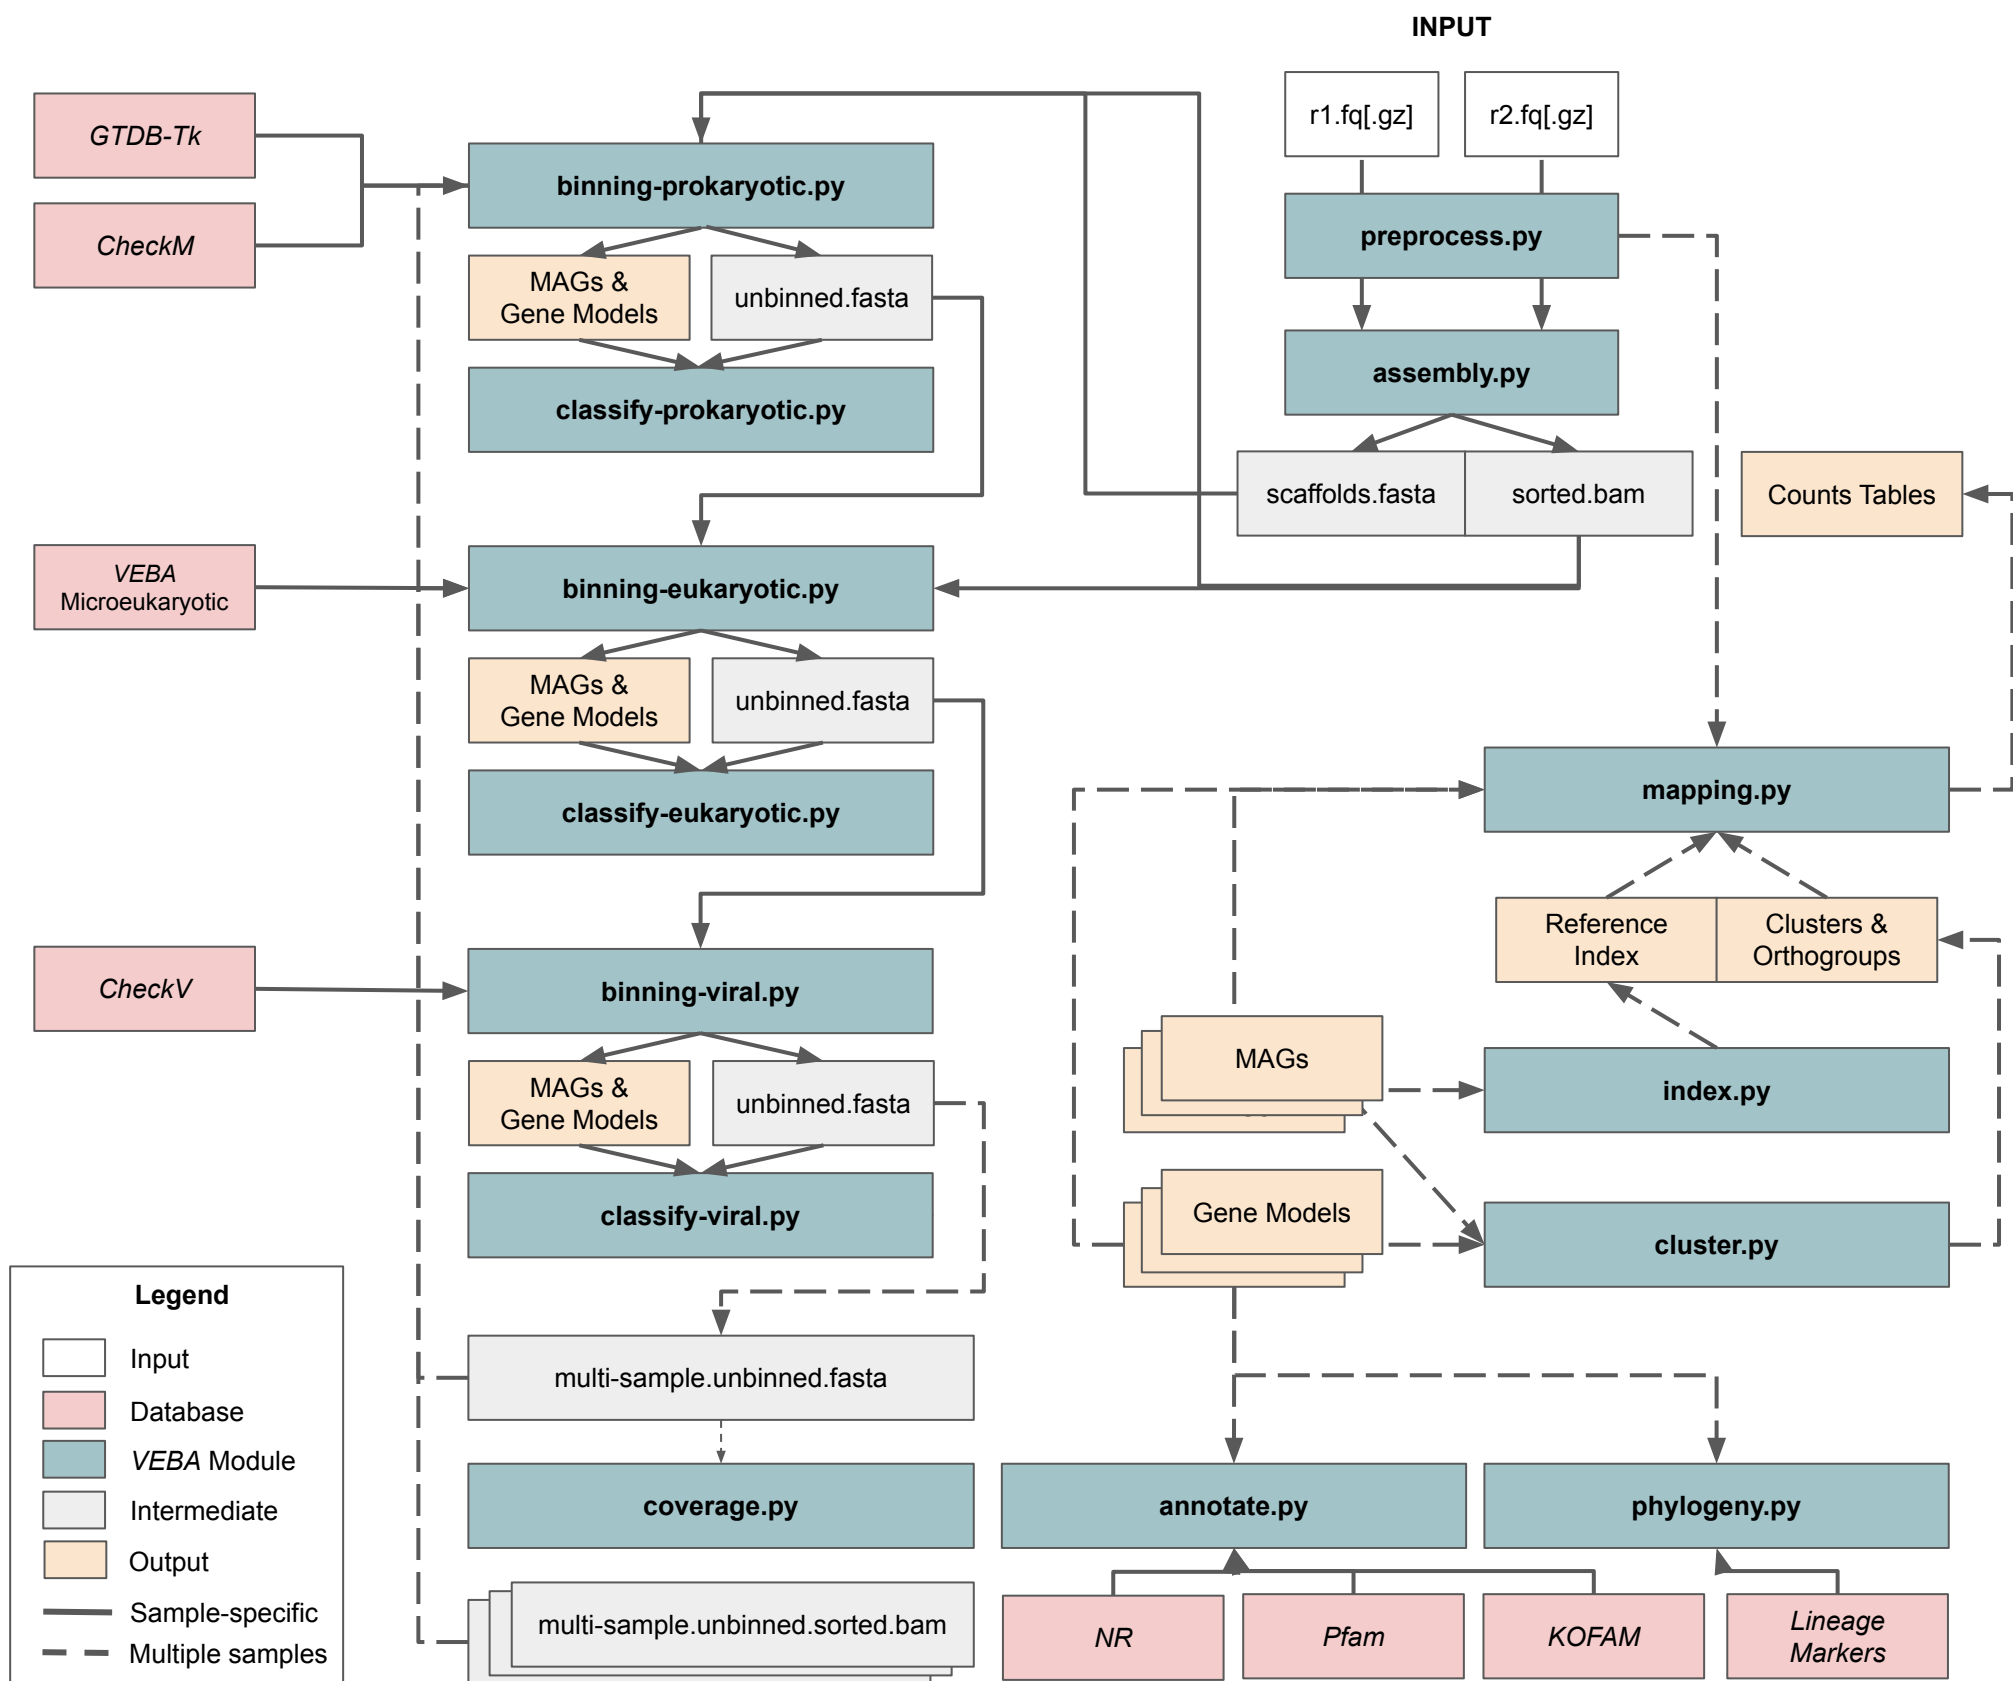 INPUT
r1.fq[.gz]
r2.fq[.gz]
GTDB-Tk
CheckM
binning-prokaryotic.py
MAGs &
Gene Models
unbinned.fasta
classify-prokaryotic.py
preprocess.py
assembly.py
scaffolds.fasta
sorted.bam
Counts Tables
VEBA
Microeukaryotic
binning-eukaryotic.py
MAGs &
Gene Models
unbinned.fasta
classify-eukaryotic.py
mapping.py
Reference
Index
Clusters &
Orthogroups
CheckV
binning-viral.py
MAGs &
Gene Models
unbinned.fasta
classify-viral.py
MAGs
index.py
Gene Models
cluster.py
multi-sample.unbinned.fasta
coverage.py
multi-sample.unbinned.sorted.bam
annotate.py
phylogeny.py
NR
Pfam
KOFAM
Lineage
Markers
Legend
Input
Database
VEBA Module
Intermediate
Output
Sample-specific
Multiple samples